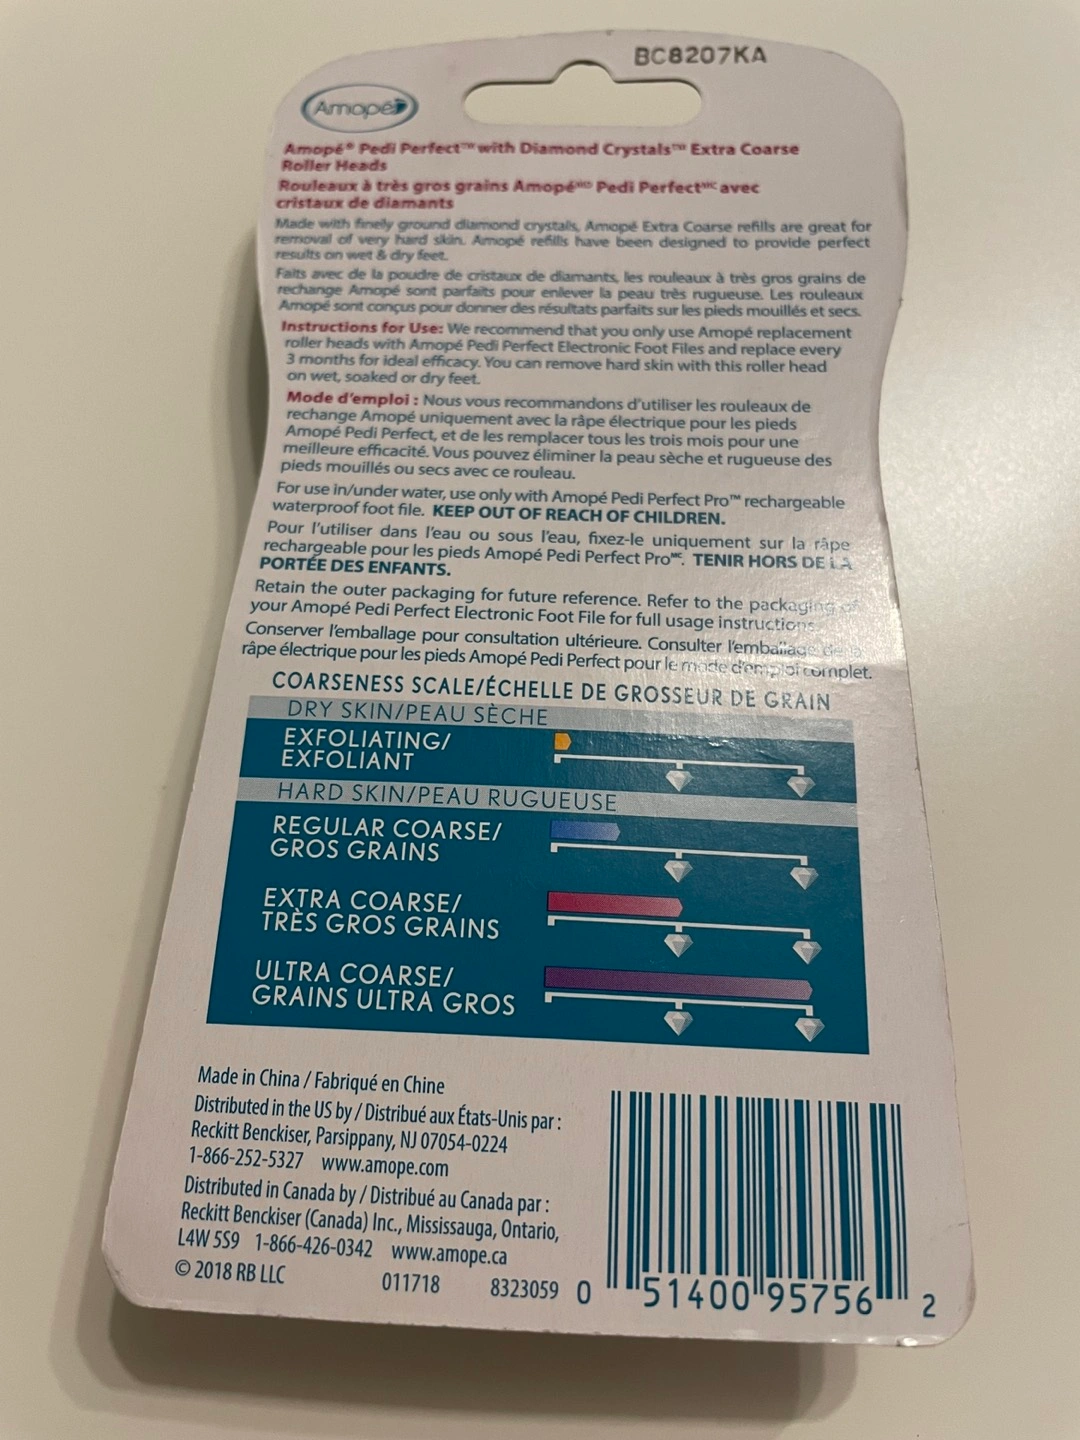 BC8207KA
Amopé
Amopé® Pedi Perfect™ with Diamond Crystals™ Extra Coarse
Roller Heads
Rouleaux à très gros grains Amopé Pedi Perfect avec
cristaux de diamants
Made with finely ground diamond crystals, Amopé Extra Coarse refills are great for
removal of very hard skin. Amopé refills have been designed to provide perfect
results on wet & dry feet.
Faits avec de la poudre de cristaux de diamants, les rouleaux à très gros grains de
rechange Amopé sont parfaits pour enlever la peau très rugueuse. Les rouleaux
Amopé sont conçus pour donner des résultats parfaits sur les pieds mouillés et secs.
Instructions for Use: We recommend that you only use Amopé replacement
roller heads with Amopé Pedi Perfect Electronic Foot Files and replace every
3 months for ideal efficacy. You can remove hard skin with this roller head
on wet, soaked or dry feet.
Mode d'emploi : Nous vous recommandons d'utiliser les rouleaux de
rechange Amopé uniquement avec la râpe électrique pour les pieds
Amopé Pedi Perfect, et de les remplacer tous les trois mois pour une
meilleure efficacité. Vous pouvez éliminer la peau sèche et rugueuse des
pieds mouillés ou secs avec ce rouleau.
For use in/under water, use only with Amopé Pedi Perfect Pro™ rechargeable
waterproof foot file. KEEP OUT OF REACH OF CHILDREN.
Pour l'utiliser dans l'eau ou sous l'eau, fixez-le uniquement sur la râpe
rechargeable pour les pieds Amopé Pedi Perfect Pro MC. TENIR HORS DE LA
PORTÉE DES ENFANTS.
Retain the outer packaging for future reference. Refer to the packaging of
your Amopé Pedi Perfect Electronic Foot File for full usage instructions.
Conserver l'emballage pour consultation ultérieure. Consulter l'emballage de la
râpe électrique pour les pieds Amopé Pedi Perfect pour le mode d'emploi complet.
COARSENESS SCALE/ÉCHELLE DE GROSSEUR DE GRAIN
DRY SKIN/PEAU SÈCHE
EXFOLIATING/
EXFOLIANT
HARD SKIN/PEAU RUGUEUSE
REGULAR COARSE/
GROS GRAINS
EXTRA COARSE/
TRÈS GROS GRAINS
ULTRA COARSE/
GRAINS ULTRA GROS
Made in China / Fabriqué en Chine
Distributed in the US by / Distribué aux États-Unis par :
Reckitt Benckiser, Parsippany, NJ 07054-0224
1-866-252-5327 www.amope.com
Distributed in Canada by / Distribué au Canada par :
Reckitt Benckiser (Canada) Inc., Mississauga, Ontario,
L4W 5S9 1-866-426-0342 www.amope.ca
© 2018 RB LLC 011718 8323059
0 51400 95756 2